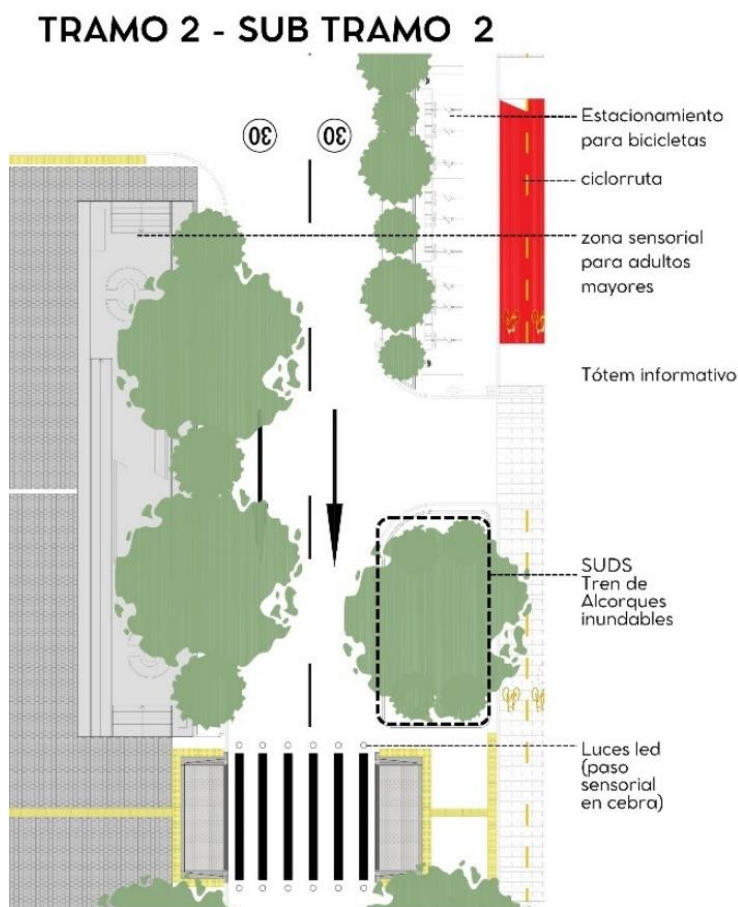 TRAMO 2 - SUB TRAMO 2
30 30
Estacionamiento
para bicicletas
ciclorruta
zona sensorial
para adultos
mayores
Tótem informativo
SUDS
Tren de
Alcorques
inundables
Luces led
(paso
sensorial
en cebra)